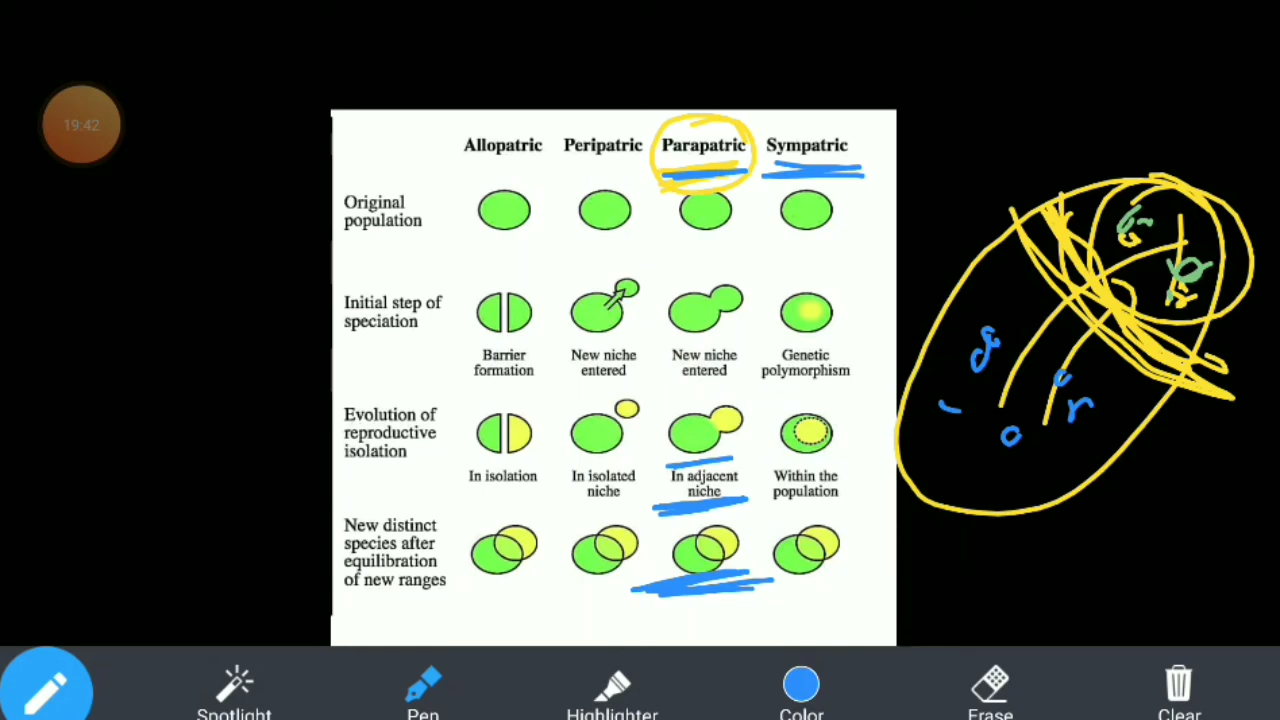 19:42
Allopatric Peripatric Parapatric Sympatric
Original
population
Initial step of
speciation
Barrier
formation
New niche
entered
New niche
entered
Genetic
polymorphism
Evolution of
reproductive
isolation
In isolation
In isolated
niche
In adjacent
niche
Within the
population
New distinct
species after
equilibration
of new ranges
Spotlight Pen Highlighter Color Erase Clear